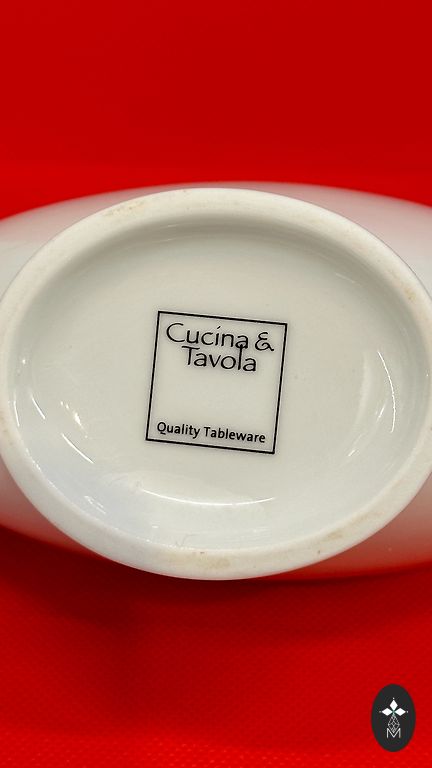 Cucina &
Tavola
Quality Tableware
M